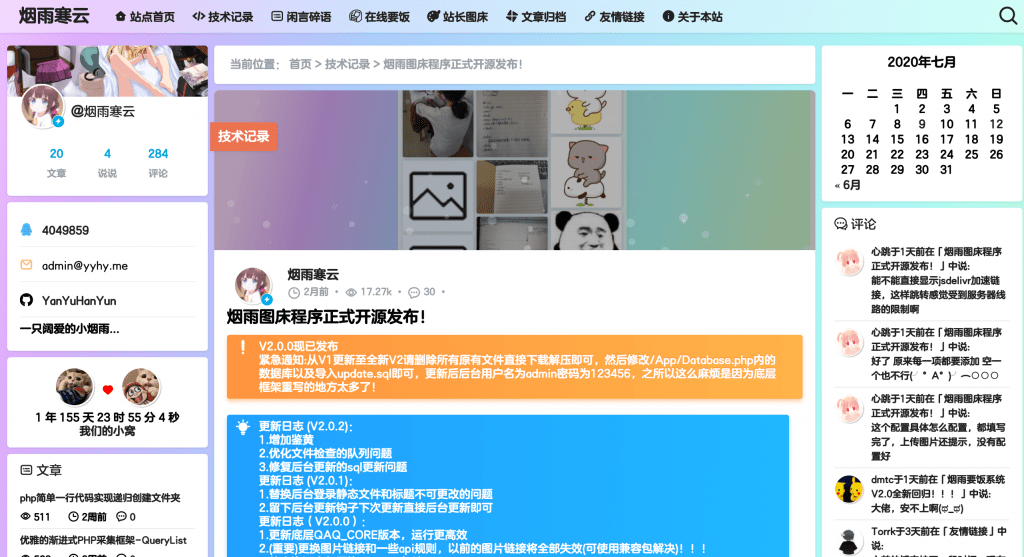 烟雨寒云
站点首页
技术记录
闲言碎语
在线要饭
站长图床
文章归档
友情链接
关于本站
@烟雨寒云
20 4 284
文章 说说 评论
4049859
admin@yyhy.me
YanYuHanYun
一只阔爱的小烟雨...
1 年 155 天 23 时 55 分 4 秒
我们的小窝
文章
php简单一行代码实现递归创建文件夹
511 2周前 0
优雅的渐进式PHP采集框架-QueryList
当前位置: 首页 > 技术记录 > 烟雨图床程序正式开源发布!
技术记录
烟雨寒云
2月前 • 17.27k • 30 •
烟雨图床程序正式开源发布!
V2.0.0现已发布
紧急通知:从V1更新至全新V2请删除所有原有文件直接下载解压即可，然后修改/App/Database.php内的
数据库以及导入update.sql即可，更新后后台用户名为admin密码为123456，之所以这么麻烦是因为底层
框架重写的地方太多了!
更新日志 (V2.0.2):
1.增加鉴黄
2.优化文件检查的队列问题
3.修复后台更新的sql更新问题
更新日志 (V2.0.1):
1.替换后台登录静态文件和标题不可更改的问题
2.留下后台更新钩子下次更新直接后台更新即可
更新日志（V2.0.0）:
1.更新底层QAQ_CORE版本，运行更高效
2.(重要)更换图片链接和一些api规则，以前的图片链接将全部失效(可使用兼容包解决)! ! !
2020年七月
一 二 三 四 五 六 日
1 2 3 4 5
6 7 8 9 10 11 12
13 14 15 16 17 18 19
20 21 22 23 24 25 26
27 28 29 30 31
« 6月
评论
心跳于1天前在「烟雨图床程序
正式开源发布! 」中说:
能不能直接显示jsdelivr加速链
接，这样跳转感觉受到服务器线
路的限制啊
心跳于1天前在「烟雨图床程序
正式开源发布! 」中说:
好了 原来每一项都要添加 空一
个也不行(╯°A°)╯︵○○○
心跳于1天前在「烟雨图床程序
正式开源发布! 」中说:
这个配置具体怎么配置，都填写
完了，上传图片还提示，没有配
置好
dmtc于1天前在「烟雨要饭系统
V2.0全新回归! ! ! 」中说:
大佬，安不上啊(ಥ_ಥ)
Torrk于3天前在「友情链接」中
说: